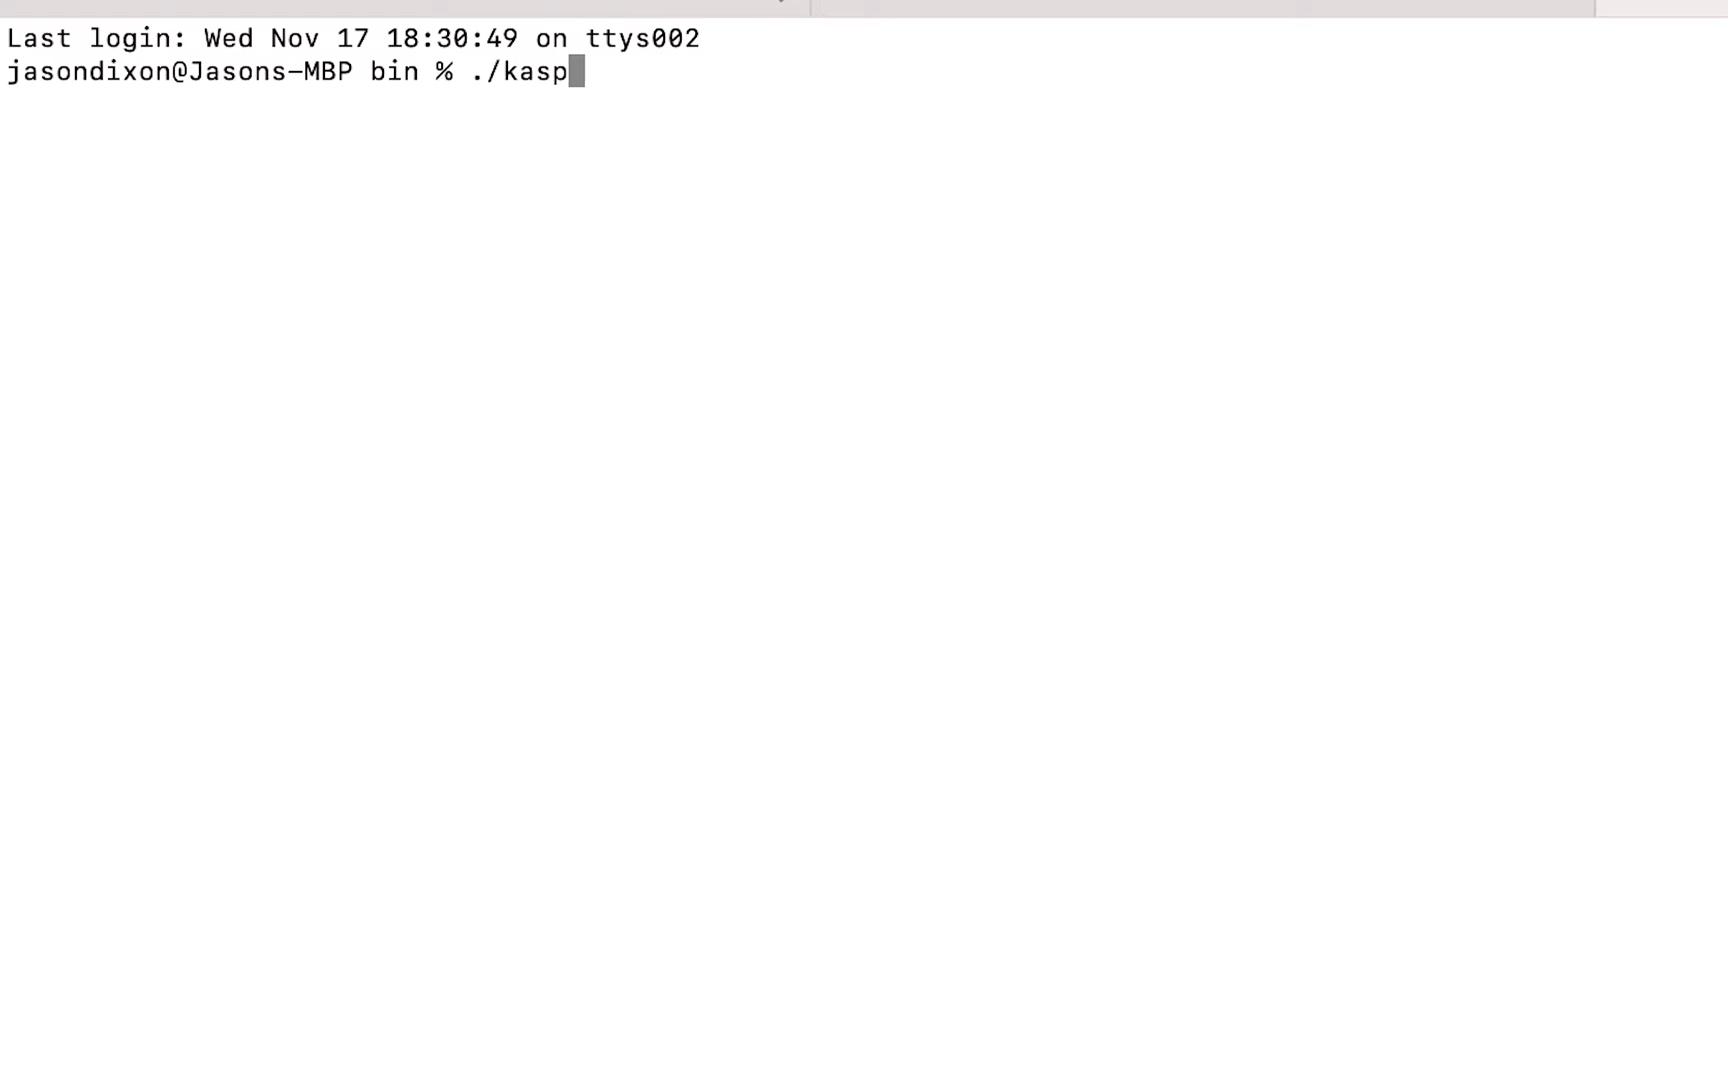 Last login: Wed Nov 17 18:30:49 on ttys002
jasondixon@Jasons-MBP bin % ./kasp